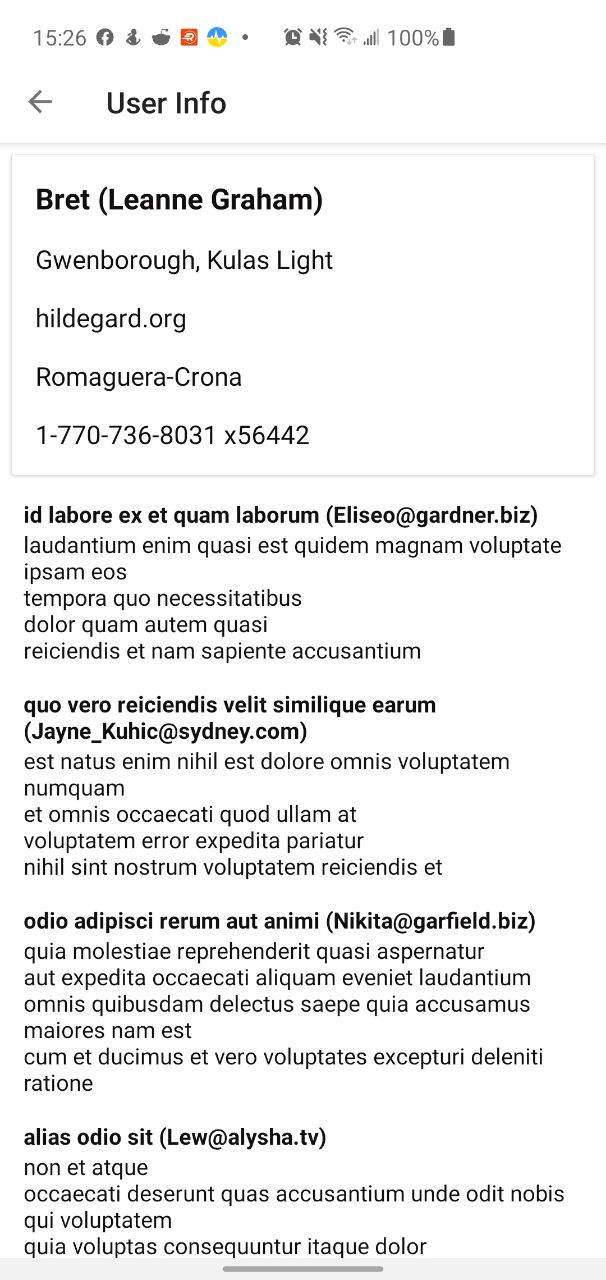 15:26 100%
User Info
Bret (Leanne Graham)
Gwenborough, Kulas Light
hildegard.org
Romaguera-Crona
1-770-736-8031 x56442
id labore ex et quam laborum (Eliseo@gardner.biz)
laudantium enim quasi est quidem magnam voluptate
ipsam eos
tempora quo necessitatibus
dolor quam autem quasi
reiciendis et nam sapiente accusantium
quo vero reiciendis velit similique earum
(Jayne_Kuhic@sydney.com)
est natus enim nihil est dolore omnis voluptatem
numquam
et omnis occaecati quod ullam at
voluptatem error expedita pariatur
nihil sint nostrum voluptatem reiciendis et
odio adipisci rerum aut animi (Nikita@garfield.biz)
quia molestiae reprehenderit quasi aspernatur
aut expedita occaecati aliquam eveniet laudantium
omnis quibusdam delectus saepe quia accusamus
maiores nam est
cum et ducimus et vero voluptates excepturi deleniti
ratione
alias odio sit (Lew@alysha.tv)
non et atque
occaecati deserunt quas accusantium unde odit nobis
qui voluptatem
quia voluptas consequuntur itaque dolor